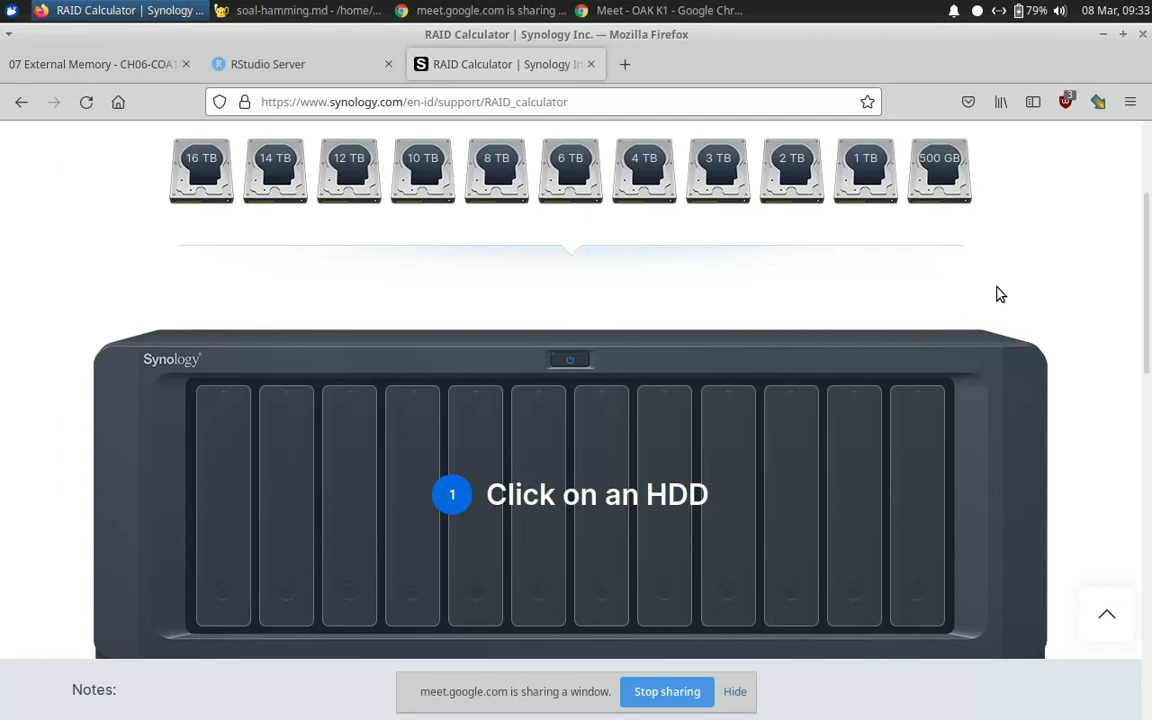 RAID Calculator | Synology ...
soal-hamming.md - /home/...
meet.google.com is sharing ...
Meet - OAK K1 - Google Chr...
79%
08 Mar, 09:33
RAID Calculator | Synology Inc. — Mozilla Firefox
07 External Memory - CH06-COA1
RStudio Server
RAID Calculator | Synology In
https://www.synology.com/en-id/support/RAID_calculator
3
16 TB
14 TB
12 TB
10 TB
8 TB
6 TB
4 TB
3 TB
2 TB
1 TB
500 GB
Synology
1 Click on an HDD
Notes:
meet.google.com is sharing a window.
Stop sharing
Hide